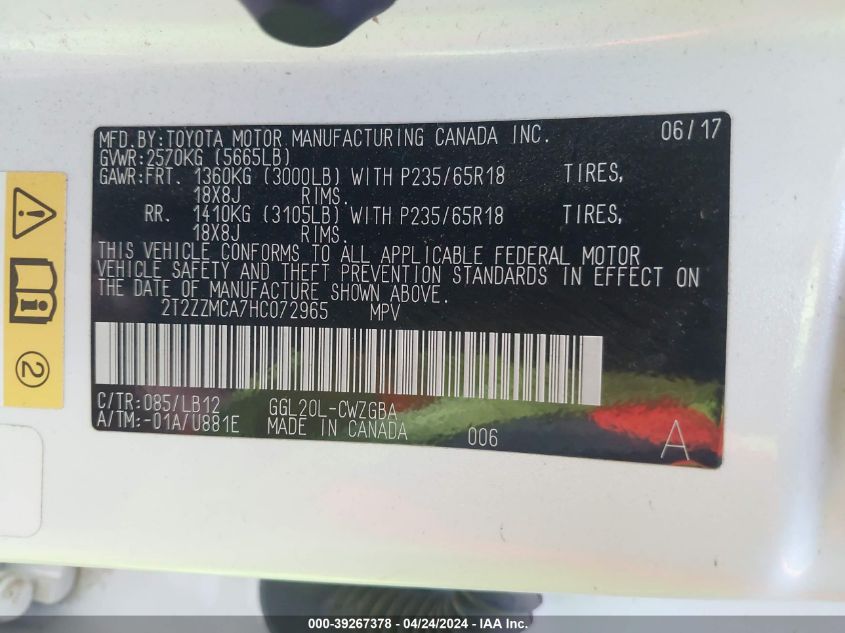 MFD.BY:TOYOTA MOTOR MANUFACTURING CANADA INC. 06/17
GVWR:2570KG (5665LB)
GAWR:FRT. 1360KG (3000LB) WITH P235/65R18 TIRES,
18X8J RIMS.
RR. 1410KG (3105LB) WITH P235/65R18 TIRES,
18X8J RIMS.
THIS VEHICLE CONFORMS TO ALL APPLICABLE FEDERAL MOTOR
VEHICLE SAFETY AND THEFT PREVENTION STANDARDS IN EFFECT ON
THE DATE OF MANUFACTURE SHOWN ABOVE.
2T2ZZMCA7HC072965 MPV
C/TR:085/LB12 GGL20L-CWZGBA
A/TM:-01A/U881E MADE IN CANADA 006 A
2
000-39267378 - 04/24/2024 - IAA Inc.